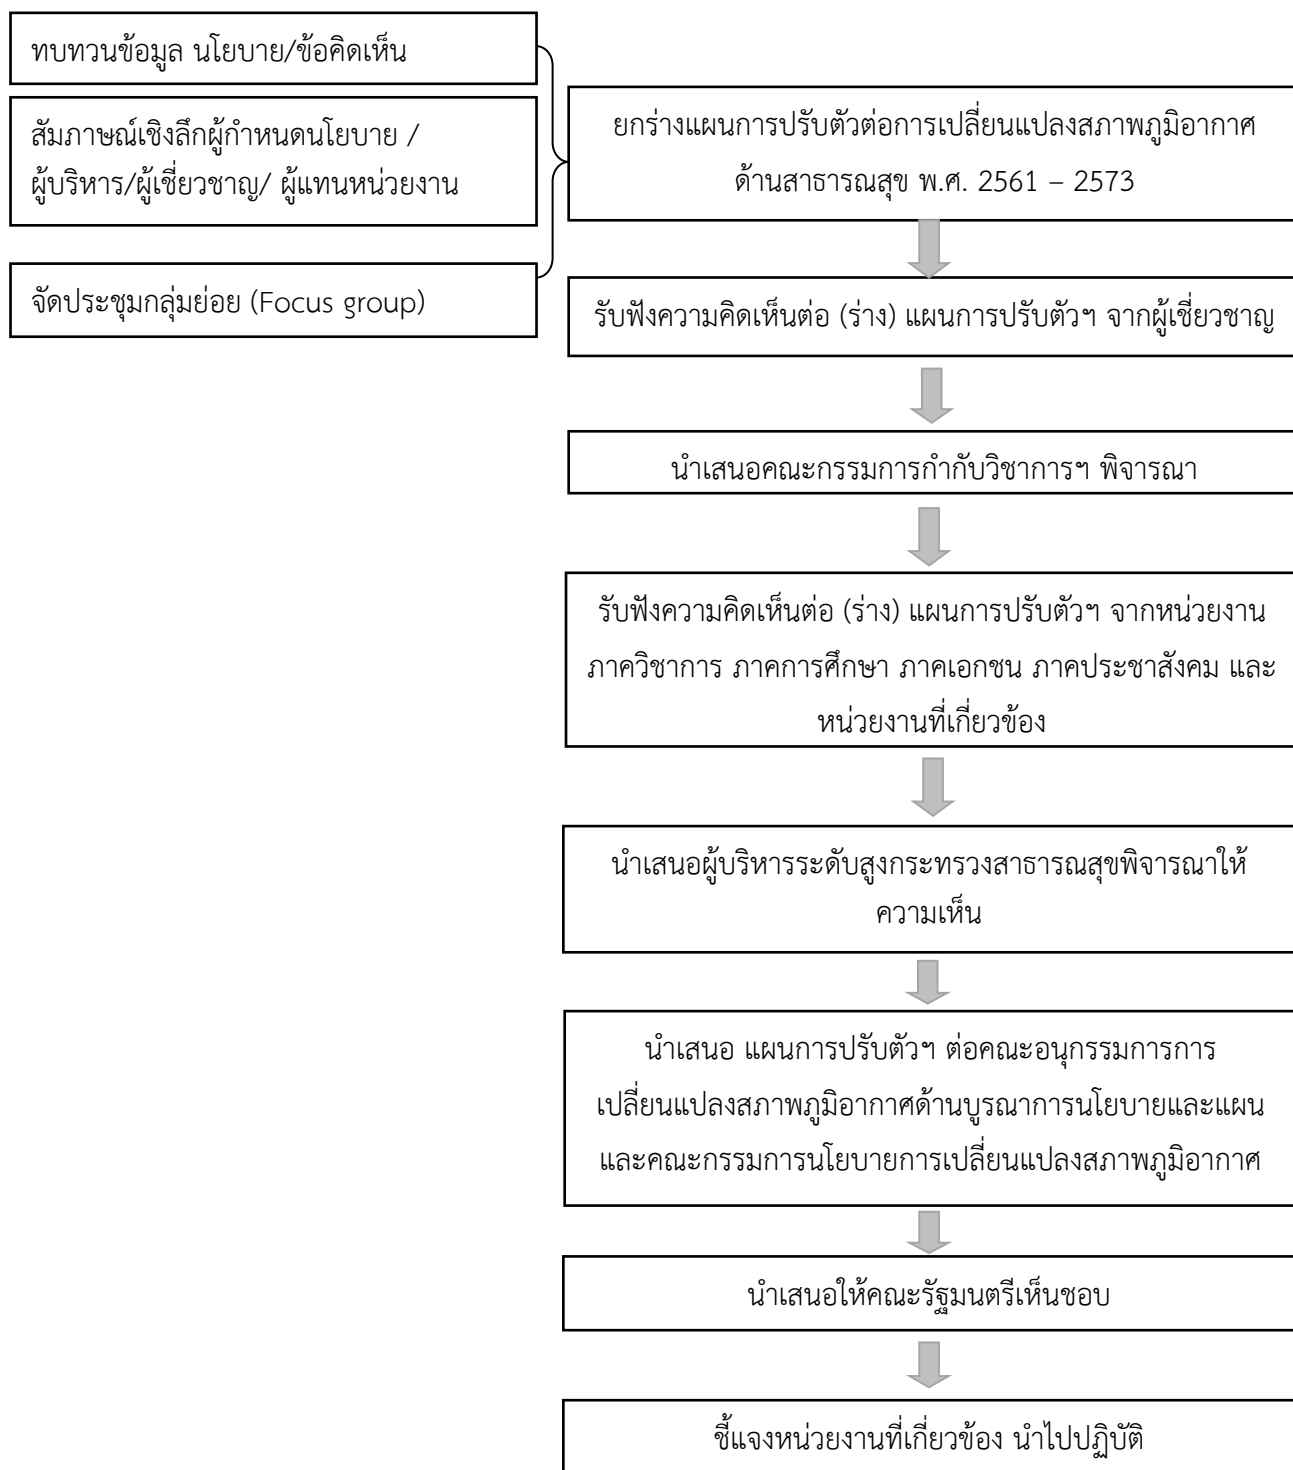 ทบทวนข้อมูล นโยบาย/ข้อคิดเห็น
สัมภาษณ์เชิงลึกผู้กำหนดนโยบาย /
ผู้บริหาร/ผู้เชี่ยวชาญ/ ผู้แทนหน่วยงาน
จัดประชุมกลุ่มย่อย (Focus group)
ยกร่างแผนการปรับตัวต่อการเปลี่ยนแปลงสภาพภูมิอากาศ
ด้านสาธารณสุข พ.ศ. 2561 – 2573
รับฟังความคิดเห็นต่อ (ร่าง) แผนการปรับตัวฯ จากผู้เชี่ยวชาญ
นำเสนอคณะกรรมการกำกับวิชาการฯ พิจารณา
รับฟังความคิดเห็นต่อ (ร่าง) แผนการปรับตัวฯ จากหน่วยงาน
ภาควิชาการ ภาคการศึกษา ภาคเอกชน ภาคประชาสังคม และ
หน่วยงานที่เกี่ยวข้อง
นำเสนอผู้บริหารระดับสูงกระทรวงสาธารณสุขพิจารณาให้
ความเห็น
นำเสนอ แผนการปรับตัวฯ ต่อคณะอนุกรรมการการ
เปลี่ยนแปลงสภาพภูมิอากาศด้านบูรณาการนโยบายและแผน
และคณะกรรมการนโยบายการเปลี่ยนแปลงสภาพภูมิอากาศ
นำเสนอให้คณะรัฐมนตรีเห็นชอบ
ชี้แจงหน่วยงานที่เกี่ยวข้อง นำไปปฏิบัติ